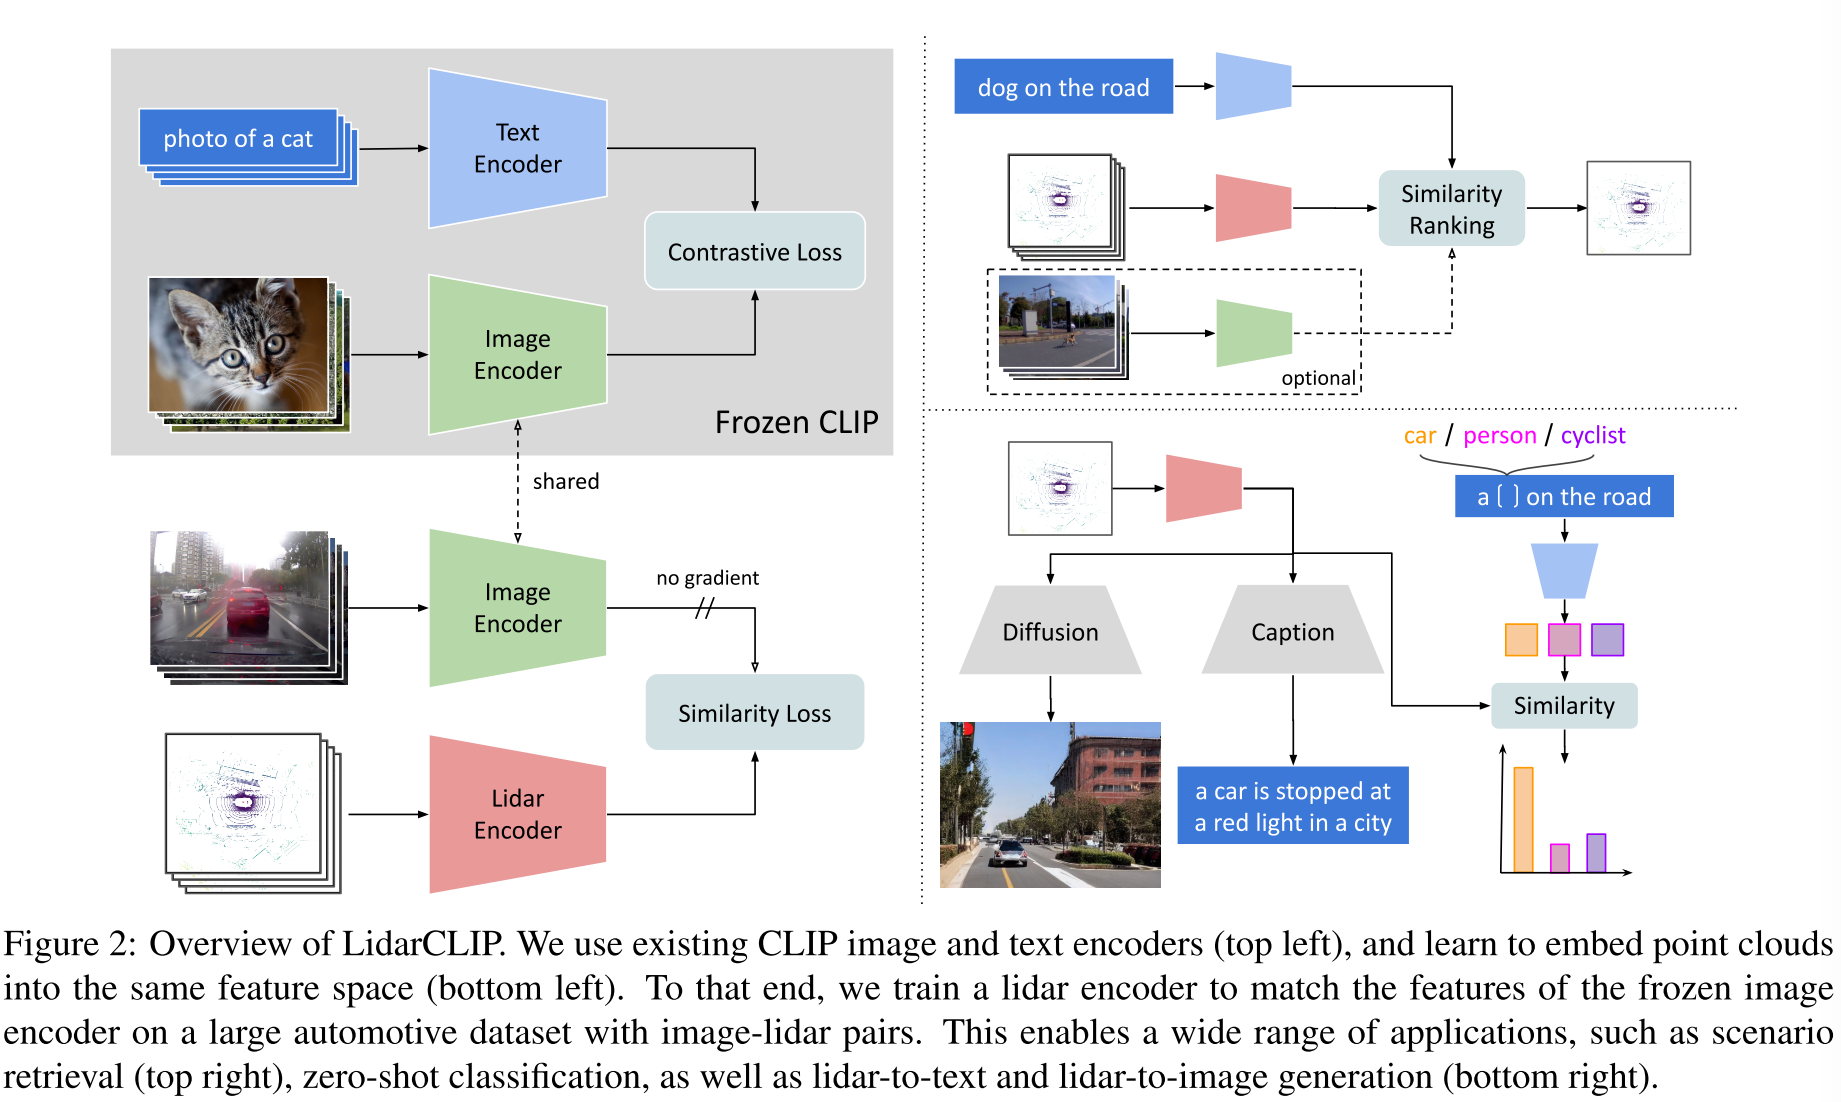 photo of a cat
Text
Encoder
Contrastive Loss
Image
Encoder
Frozen CLIP
shared
Image
Encoder
no gradient
Similarity Loss
Lidar
Encoder
dog on the road
Similarity
Ranking
optional
car / person / cyclist
a [ ] on the road
Diffusion
Caption
Similarity
a car is stopped at
a red light in a city
Figure 2: Overview of LidarCLIP. We use existing CLIP image and text encoders (top left), and learn to embed point clouds
into the same feature space (bottom left). To that end, we train a lidar encoder to match the features of the frozen image
encoder on a large automotive dataset with image-lidar pairs. This enables a wide range of applications, such as scenario
retrieval (top right), zero-shot classification, as well as lidar-to-text and lidar-to-image generation (bottom right).